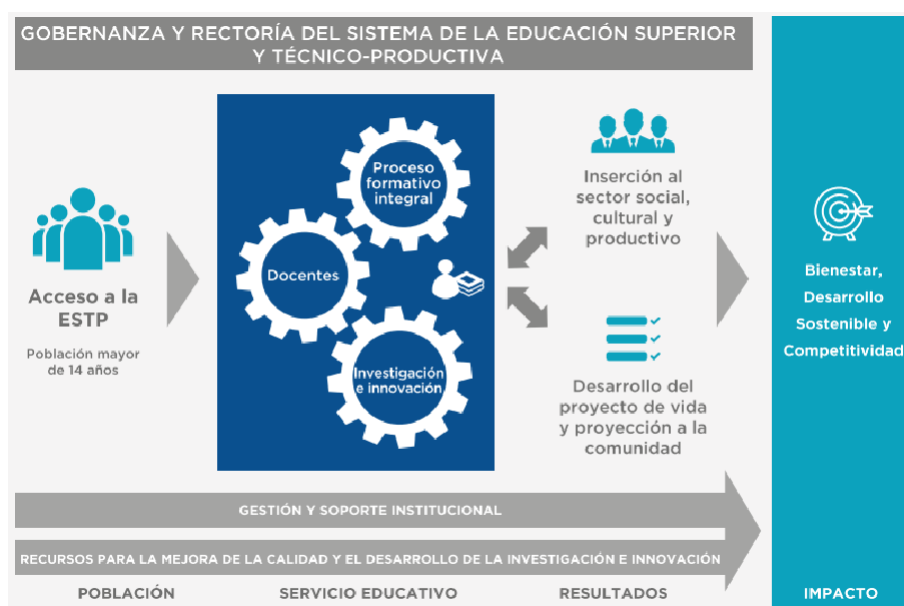 GOBERNANZA Y RECTORÍA DEL SISTEMA DE LA EDUCACIÓN SUPERIOR
Y TÉCNICO-PRODUCTIVA
Acceso a la
ESTP
Población mayor
de 14 años
Proceso
formativo
integral
Docentes
Investigación
e innovación
Inserción al
sector social,
cultural y
productivo
Desarrollo del
proyecto de vida
y proyección a la
comunidad
Bienestar,
Desarrollo
Sostenible y
Competitividad
GESTIÓN Y SOPORTE INSTITUCIONAL
RECURSOS PARA LA MEJORA DE LA CALIDAD Y EL DESARROLLO DE LA INVESTIGACIÓN E INNOVACIÓN
POBLACIÓN
SERVICIO EDUCATIVO
RESULTADOS
IMPACTO